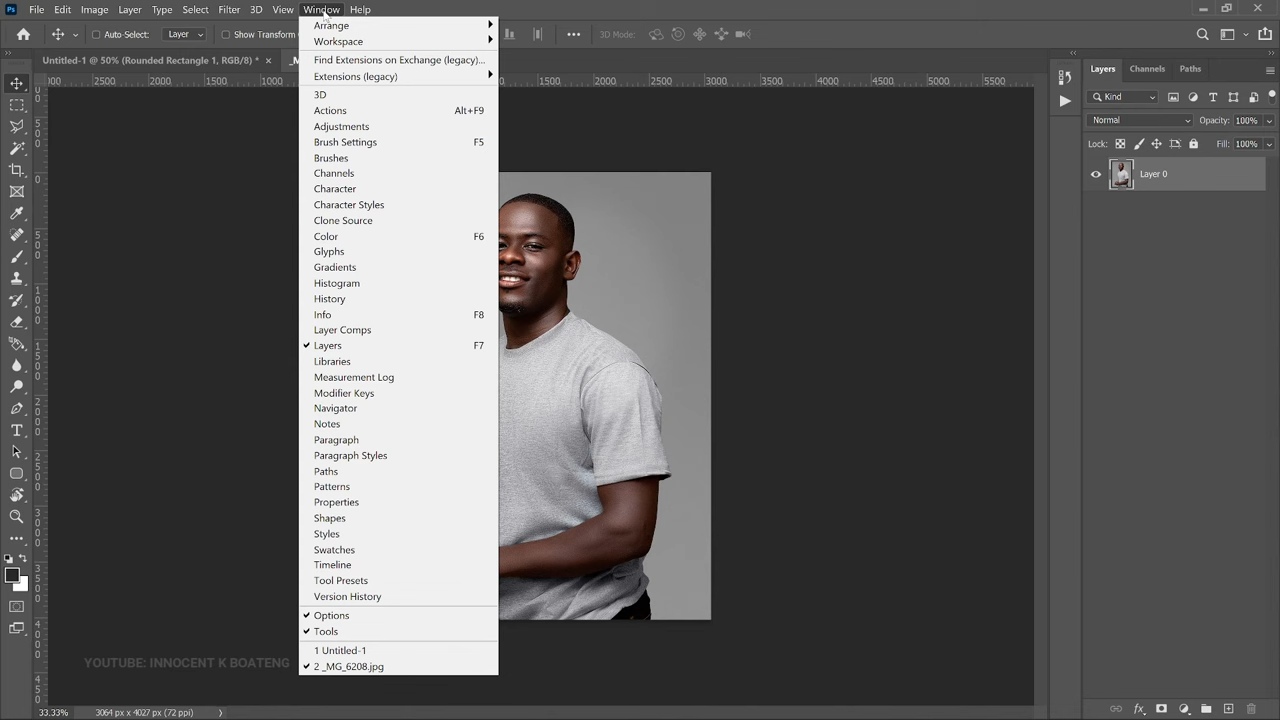 File Edit Image Layer Type Select Filter 3D View Window Help
Auto-Select: Layer Show Transform 3D Mode:
Untitled-1 @ 50% (Rounded Rectangle 1, RGB/8) * ×
2500 2000 1500 1000 1500 2000 2500 3000 3500 4000 4500 5000 5500
Arrange
Workspace
Find Extensions on Exchange (legacy)...
Extensions (legacy)
3D
Actions Alt+F9
Adjustments
Brush Settings F5
Brushes
Channels
Character
Character Styles
Clone Source
Color F6
Glyphs
Gradients
Histogram
History
Info F8
Layer Comps
Layers F7
Libraries
Measurement Log
Modifier Keys
Navigator
Notes
Paragraph
Paragraph Styles
Paths
Patterns
Properties
Shapes
Styles
Swatches
Timeline
Tool Presets
Version History
Options
Tools
1 Untitled-1
2 _MG_6208.jpg
Layers Channels Paths
Kind
Normal Opacity: 100%
Lock: Fill: 100%
Layer 0
YOUTUBE: INNOCENT K BOATENG
33.33% 3064 px x 4027 px (72 ppi)